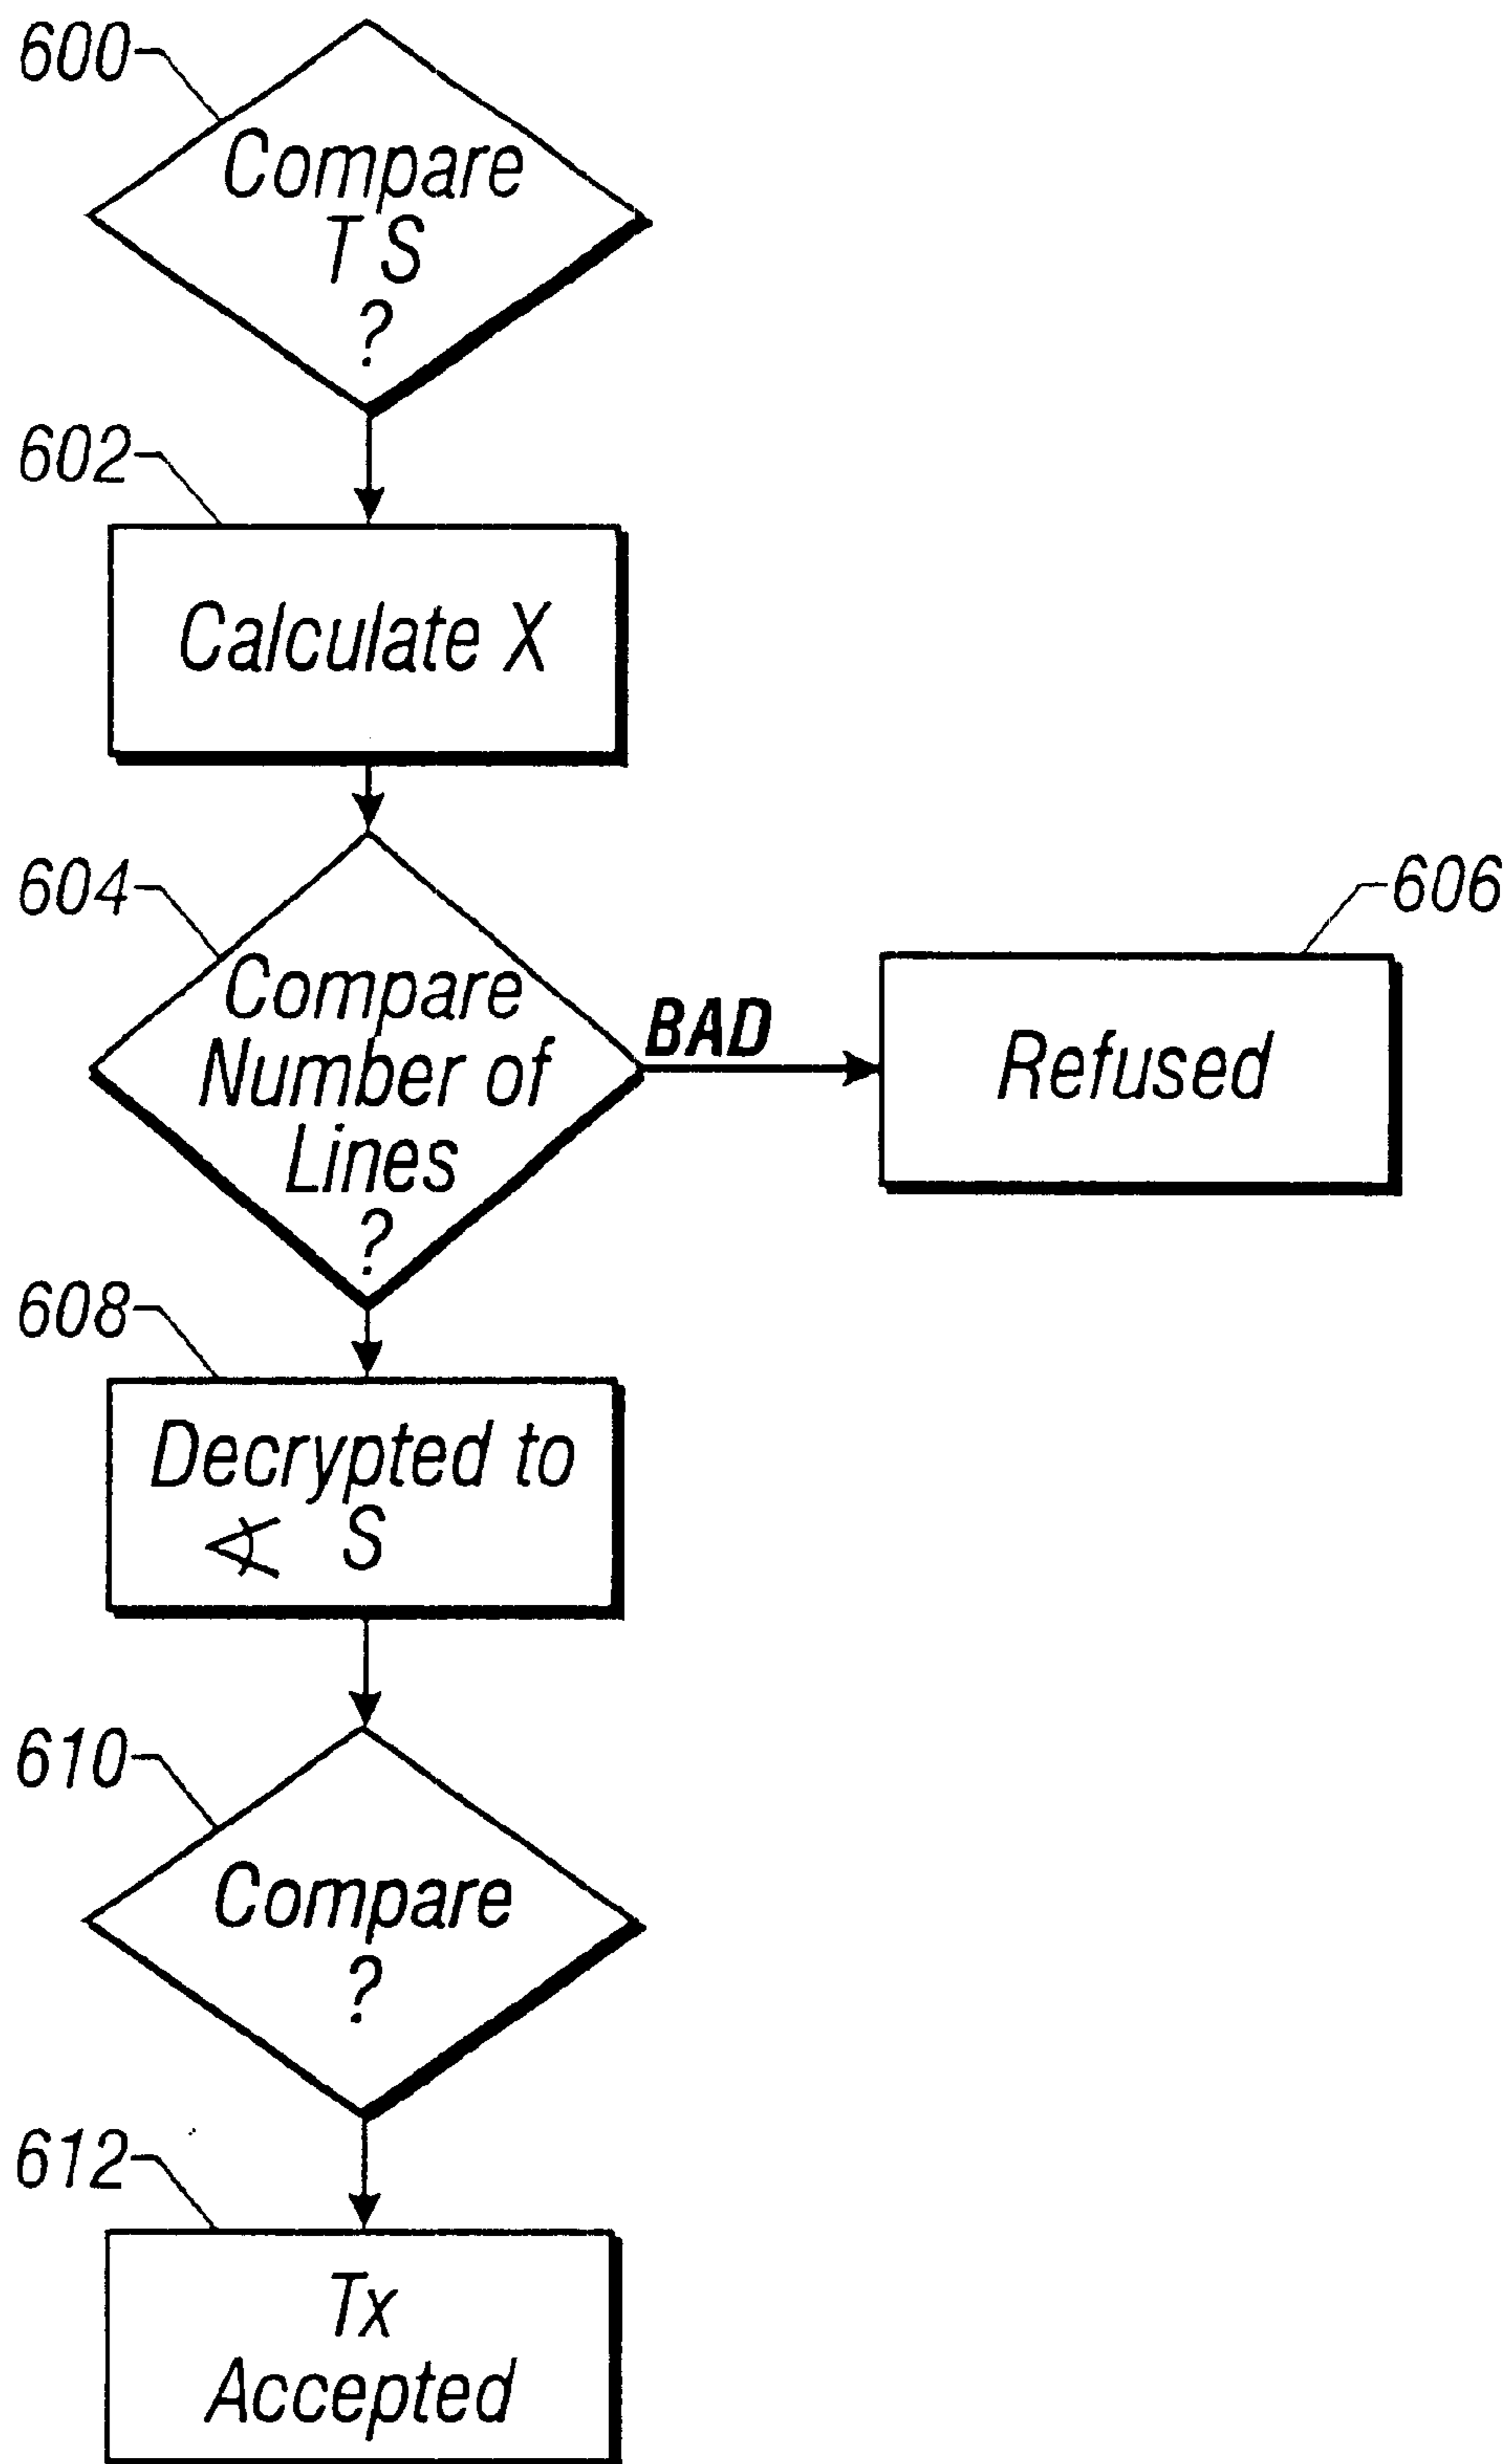 600
Compare
T S
?
602
Calculate X
604
Compare
Number of
Lines
?
BAD
606
Refused
608
Decrypted to
∢ S
610
Compare
?
612
Tx
Accepted